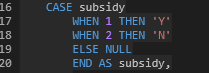 16 CASE subsidy
17 WHEN 1 THEN 'Y'
18 WHEN 2 THEN 'N'
19 ELSE NULL
20 END AS subsidy,